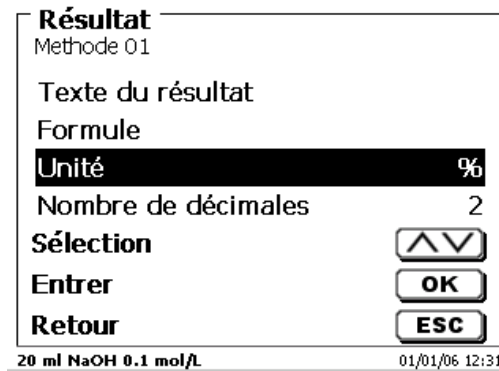 Résultat
Methode 01
Texte du résultat
Formule
Unité %
Nombre de décimales 2
Sélection
Entrer OK
Retour ESC
20 ml NaOH 0.1 mol/L 01/01/06 12:31